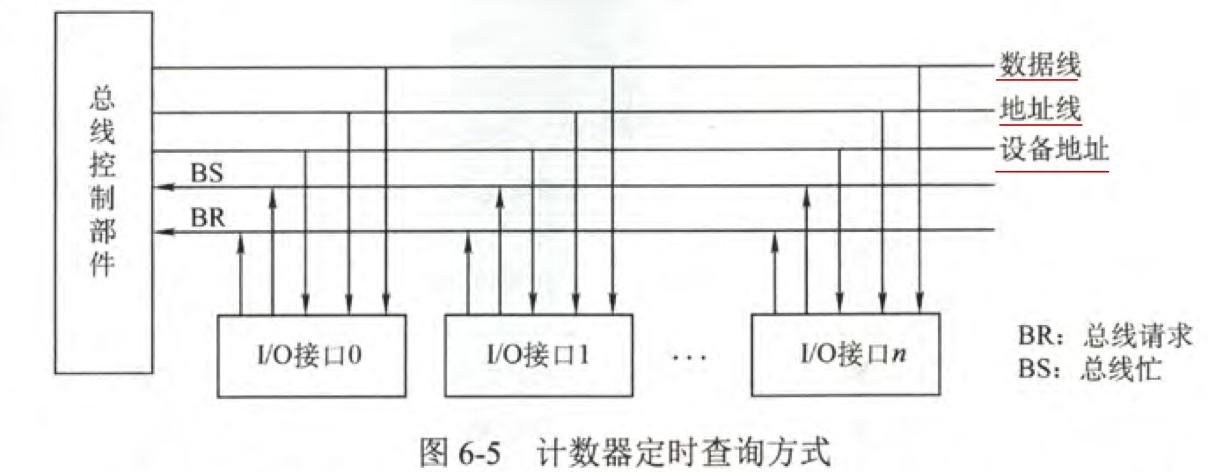 总线控制部件
数据线
地址线
设备地址
BS
BR
I/O接口0
I/O接口1
···
I/O接口n
BR：总线请求
BS：总线忙
图 6-5 计数器定时查询方式